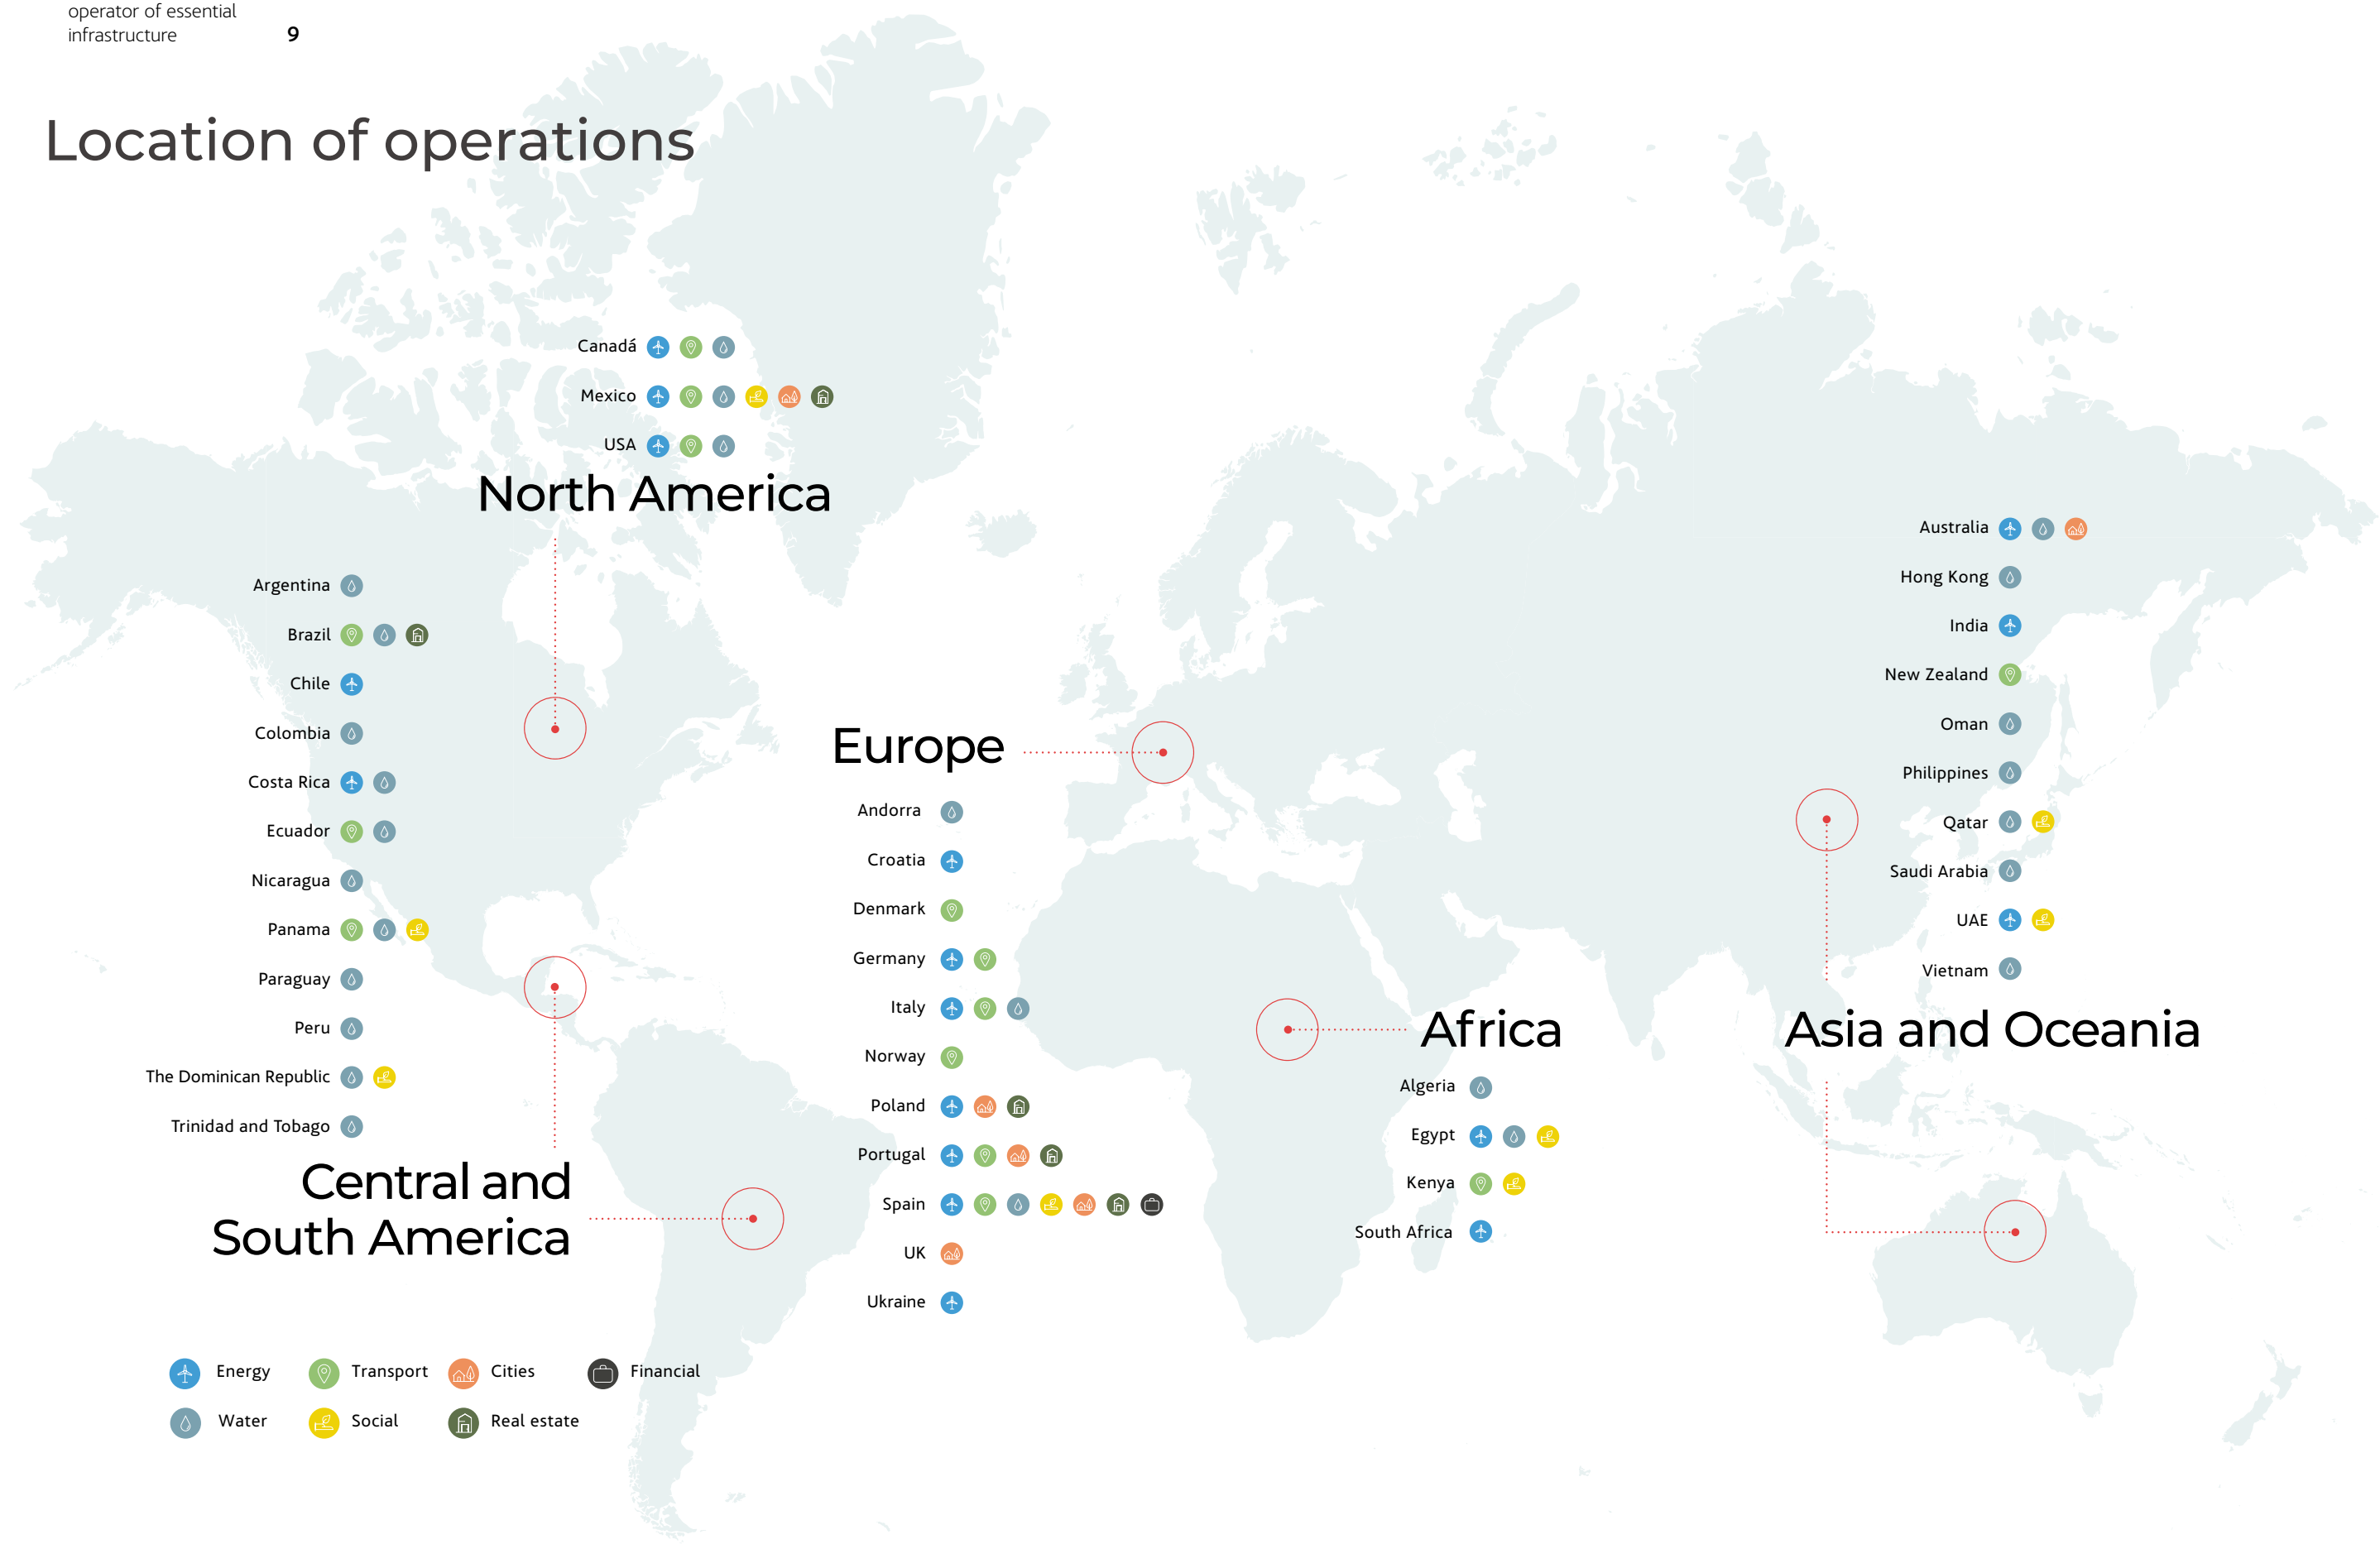 operator of essential
infrastructure 9
Location of operations
Canadá
Mexico
USA
North America
Argentina
Brazil
Chile
Colombia
Costa Rica
Ecuador
Nicaragua
Panama
Paraguay
Peru
The Dominican Republic
Trinidad and Tobago
Central and
South America
Europe
Andorra
Croatia
Denmark
Germany
Italy
Norway
Poland
Portugal
Spain
UK
Ukraine
Africa
Algeria
Egypt
Kenya
South Africa
Australia
Hong Kong
India
New Zealand
Oman
Philippines
Qatar
Saudi Arabia
UAE
Vietnam
Asia and Oceania
Energy Transport Cities Financial
Water Social Real estate